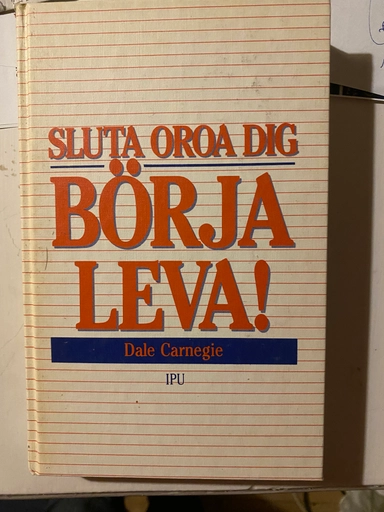 SLUTA OROA DIG
BÖRJA
LEVA!
Dale Carnegie
IPU